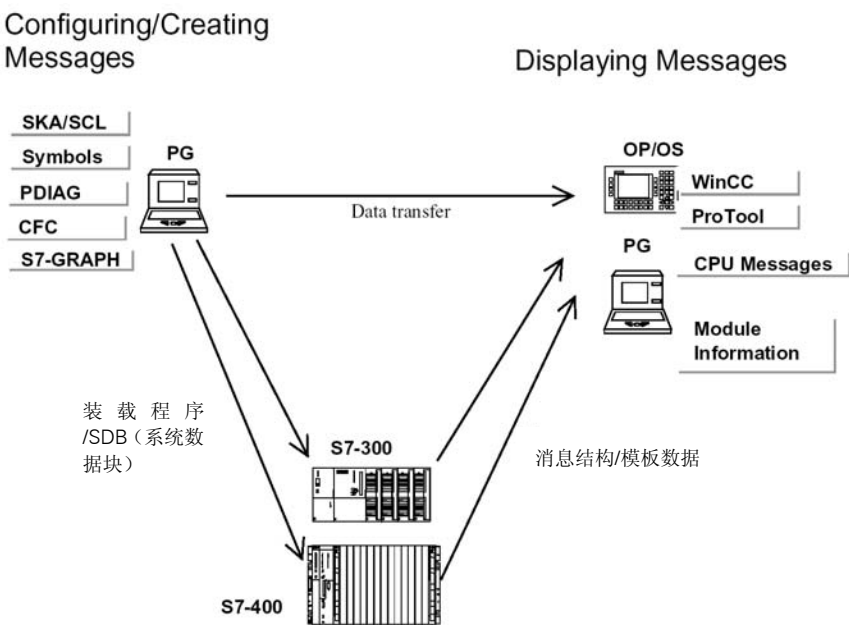 Configuring/Creating
Messages
Displaying Messages
SKA/SCL
Symbols
PDIAG
CFC
S7-GRAPH
PG
Data transfer
OP/OS
WinCC
ProTool
PG
CPU Messages
Module
Information
装载程序
/SDB（系统数
据块）
S7-300
消息结构/模板数据
S7-400